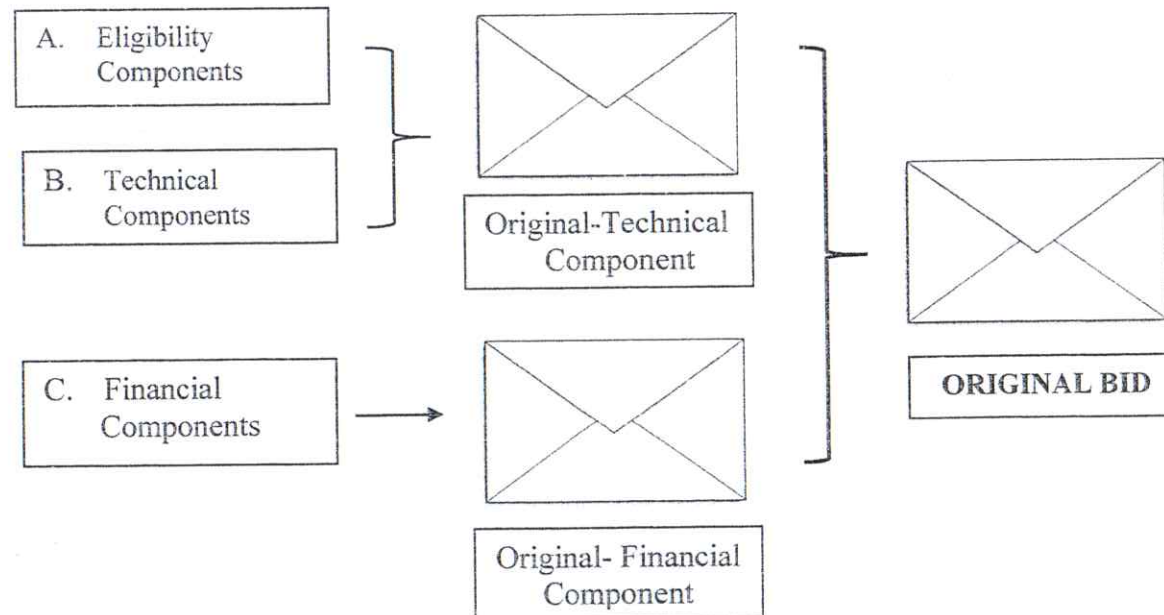 A. Eligibility
Components
B. Technical
Components
Original-Technical
Component
ORIGINAL BID
C. Financial
Components
Original- Financial
Component